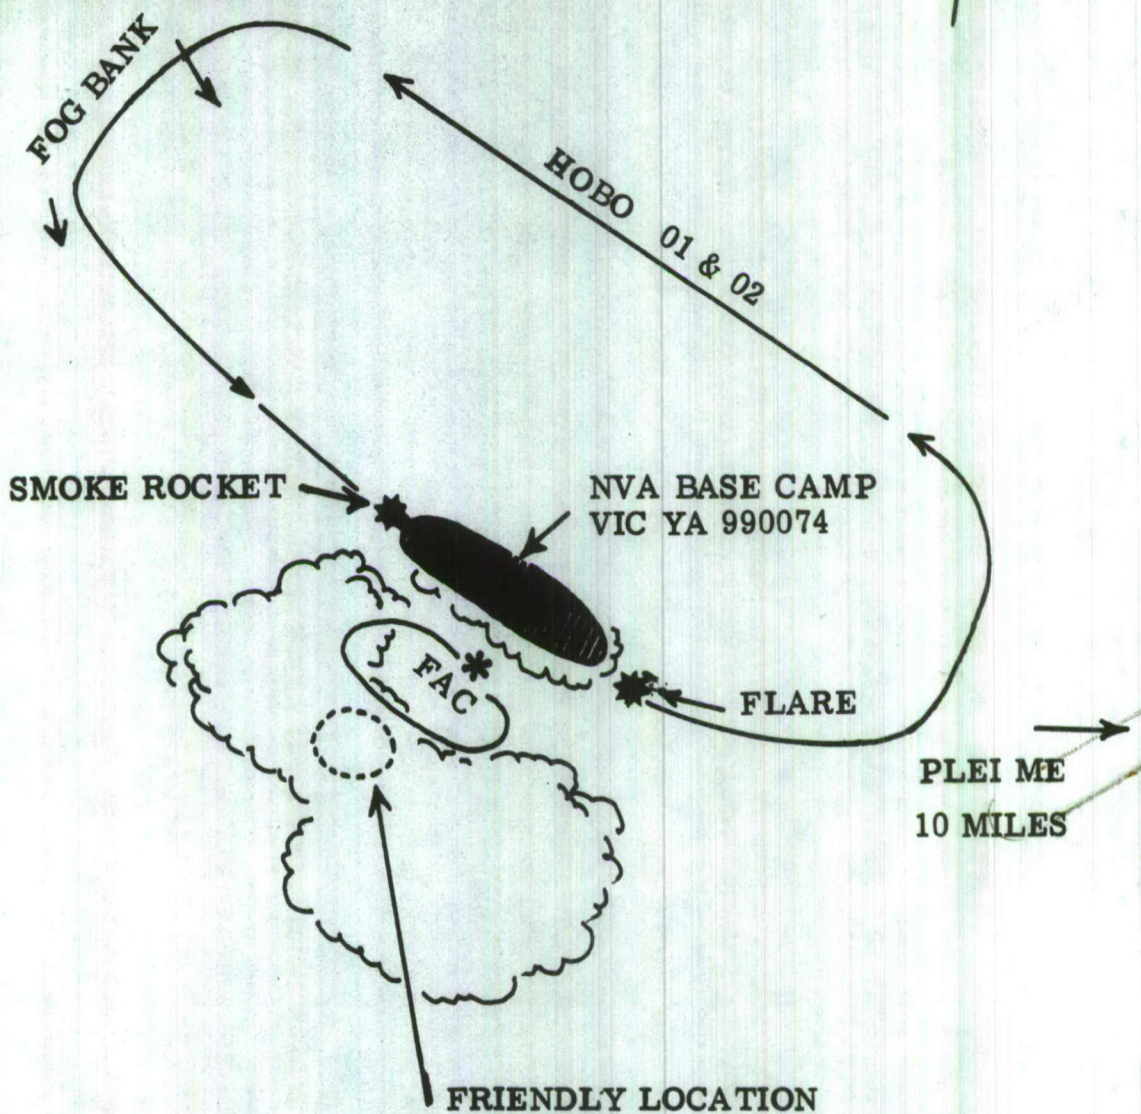 FOG BANK
HOBO 01 & 02
SMOKE ROCKET
NVA BASE CAMP
VIC YA 990074
FAC
FLARE
PLEI ME
10 MILES
FRIENDLY LOCATION